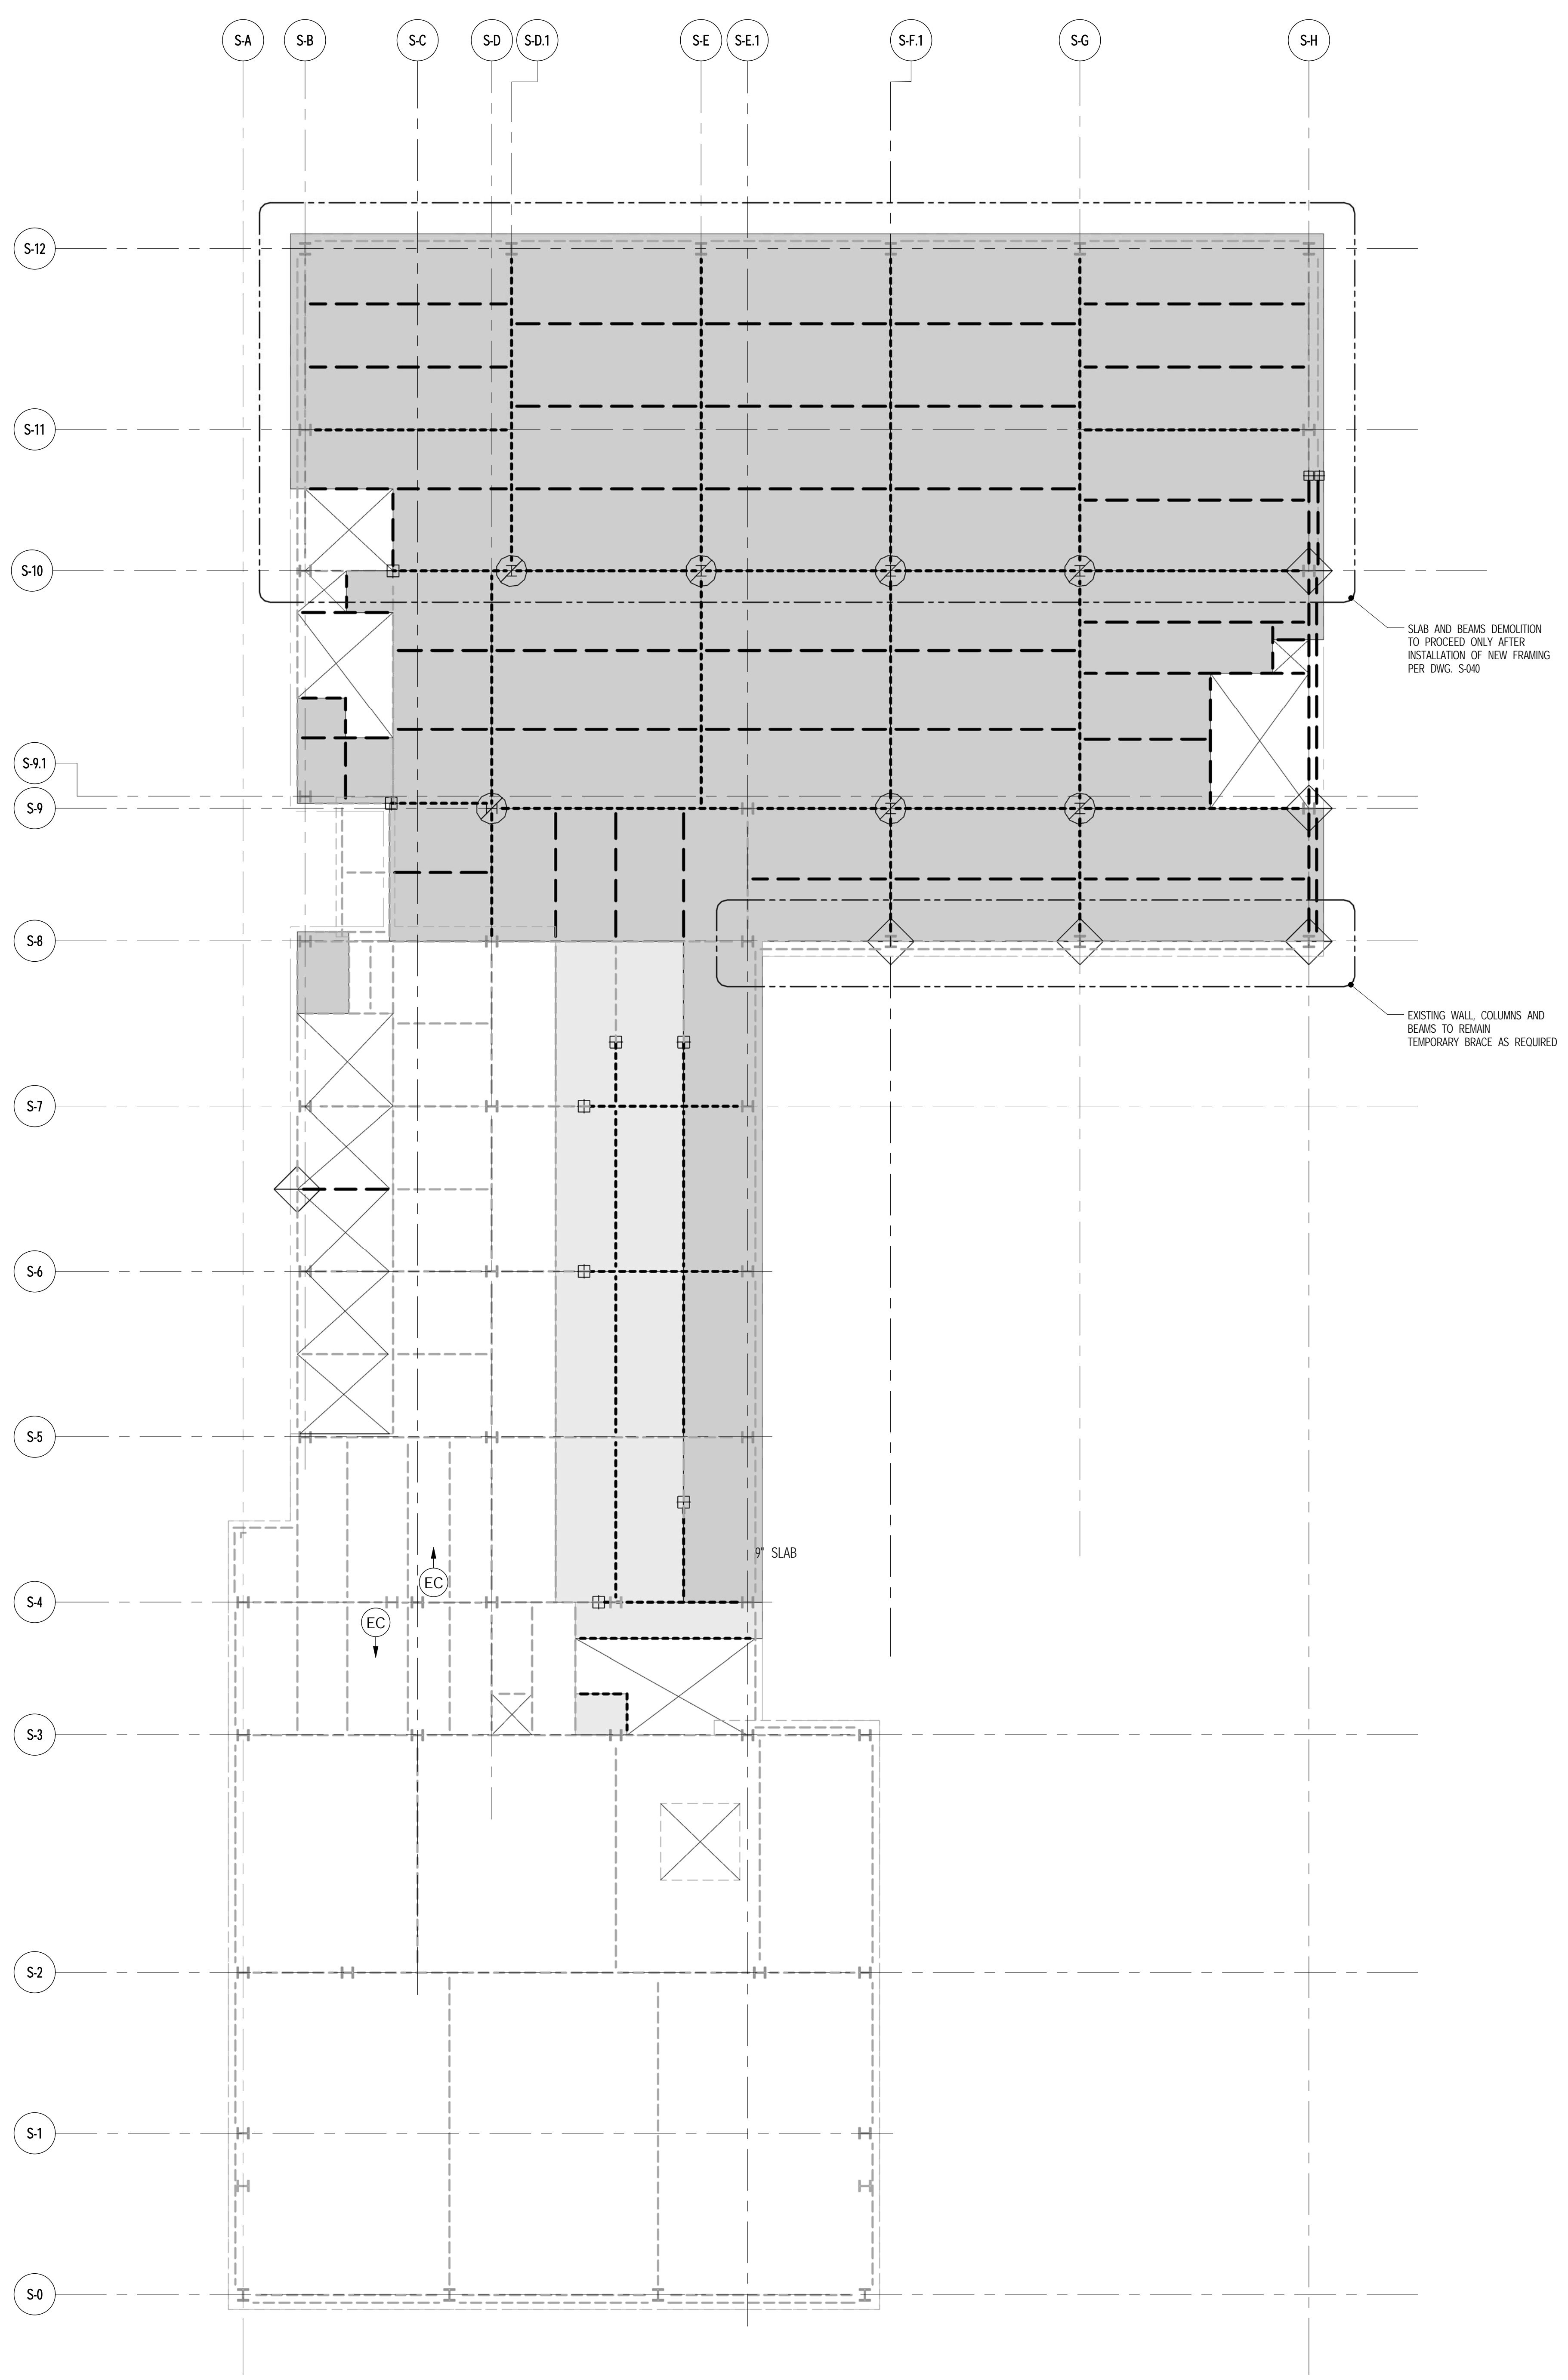 S-A
S-B
S-C
S-D
S-D.1
S-E
S-E.1
S-F.1
S-G
S-H
S-12
S-11
S-10
SLAB AND BEAMS DEMOLITION
TO PROCEED ONLY AFTER
INSTALLATION OF NEW FRAMING
PER DWG. S-040
S-9.1
S-9
S-8
EXISTING WALL, COLUMNS AND
BEAMS TO REMAIN
TEMPORARY BRACE AS REQUIRED
S-7
S-6
S-5
9" SLAB
EC
S-4
EC
S-3
S-2
S-1
S-0